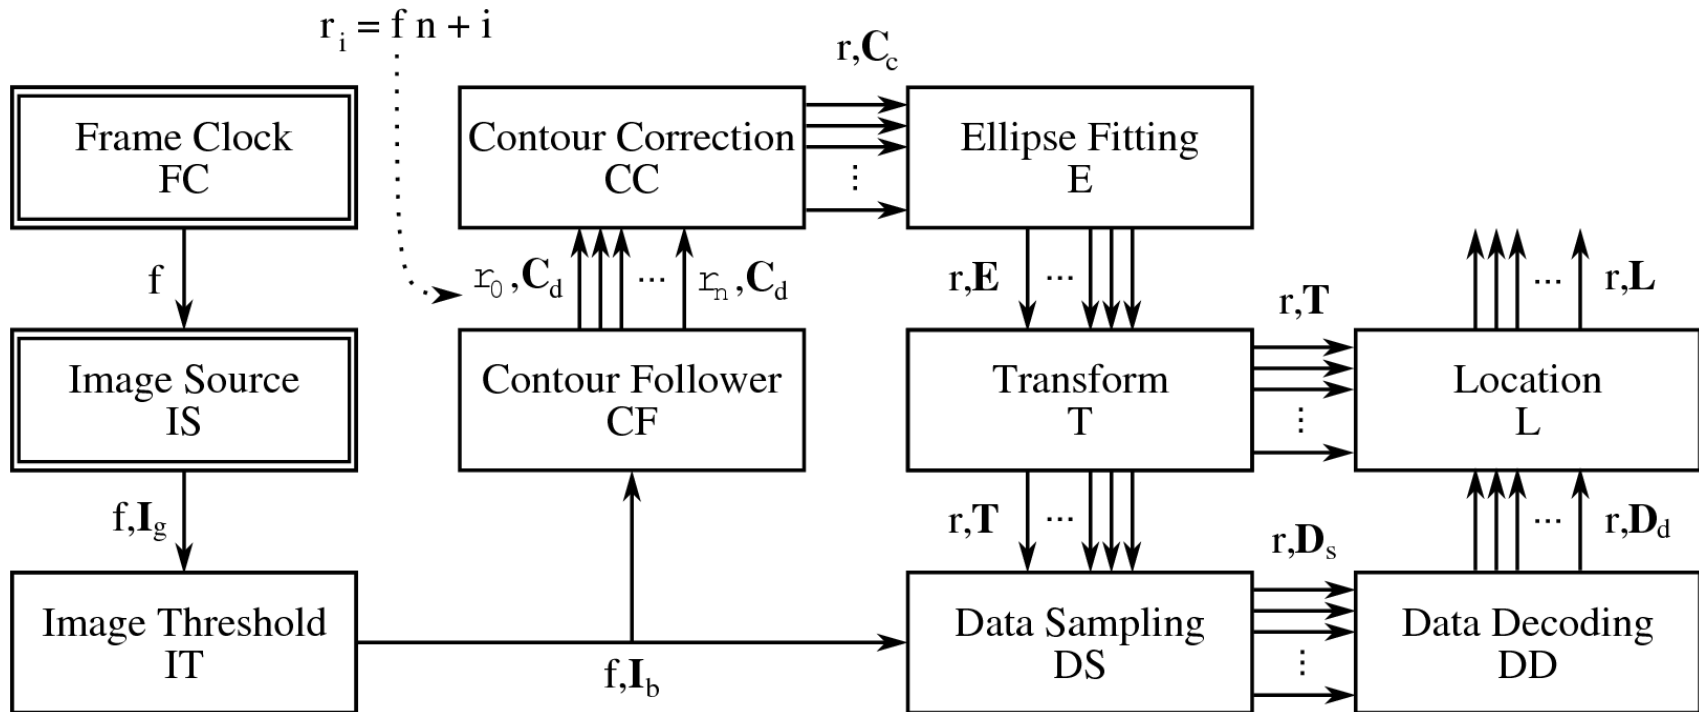 r_i = f n + i
r,C_c
Frame Clock
FC
Contour Correction
CC
Ellipse Fitting
E
⋮
f
r_0,C_d
...
r_n,C_d
r,E
...
r,T
...
r,L
Image Source
IS
Contour Follower
CF
Transform
T
⋮
Location
L
f,I_g
r,T
...
r,D_s
...
r,D_d
Image Threshold
IT
f,I_b
Data Sampling
DS
⋮
Data Decoding
DD